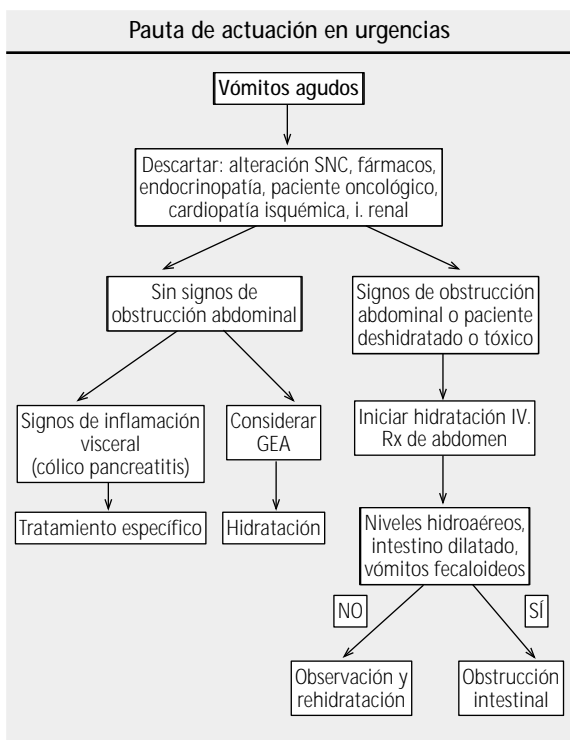 Pauta de actuación en urgencias
Vómitos agudos
Descartar: alteración SNC, fármacos,
endocrinopatía, paciente oncológico,
cardiopatía isquémica, i. renal
Sin signos de
obstrucción abdominal
Signos de obstrucción
abdominal o paciente
deshidratado o tóxico
Signos de inflamación
visceral
(cólico pancreatitis)
Considerar
GEA
Iniciar hidratación IV.
Rx de abdomen
Tratamiento específico
Hidratación
Niveles hidroaéreos,
intestino dilatado,
vómitos fecaloideos
NO
SÍ
Observación y
rehidratación
Obstrucción
intestinal